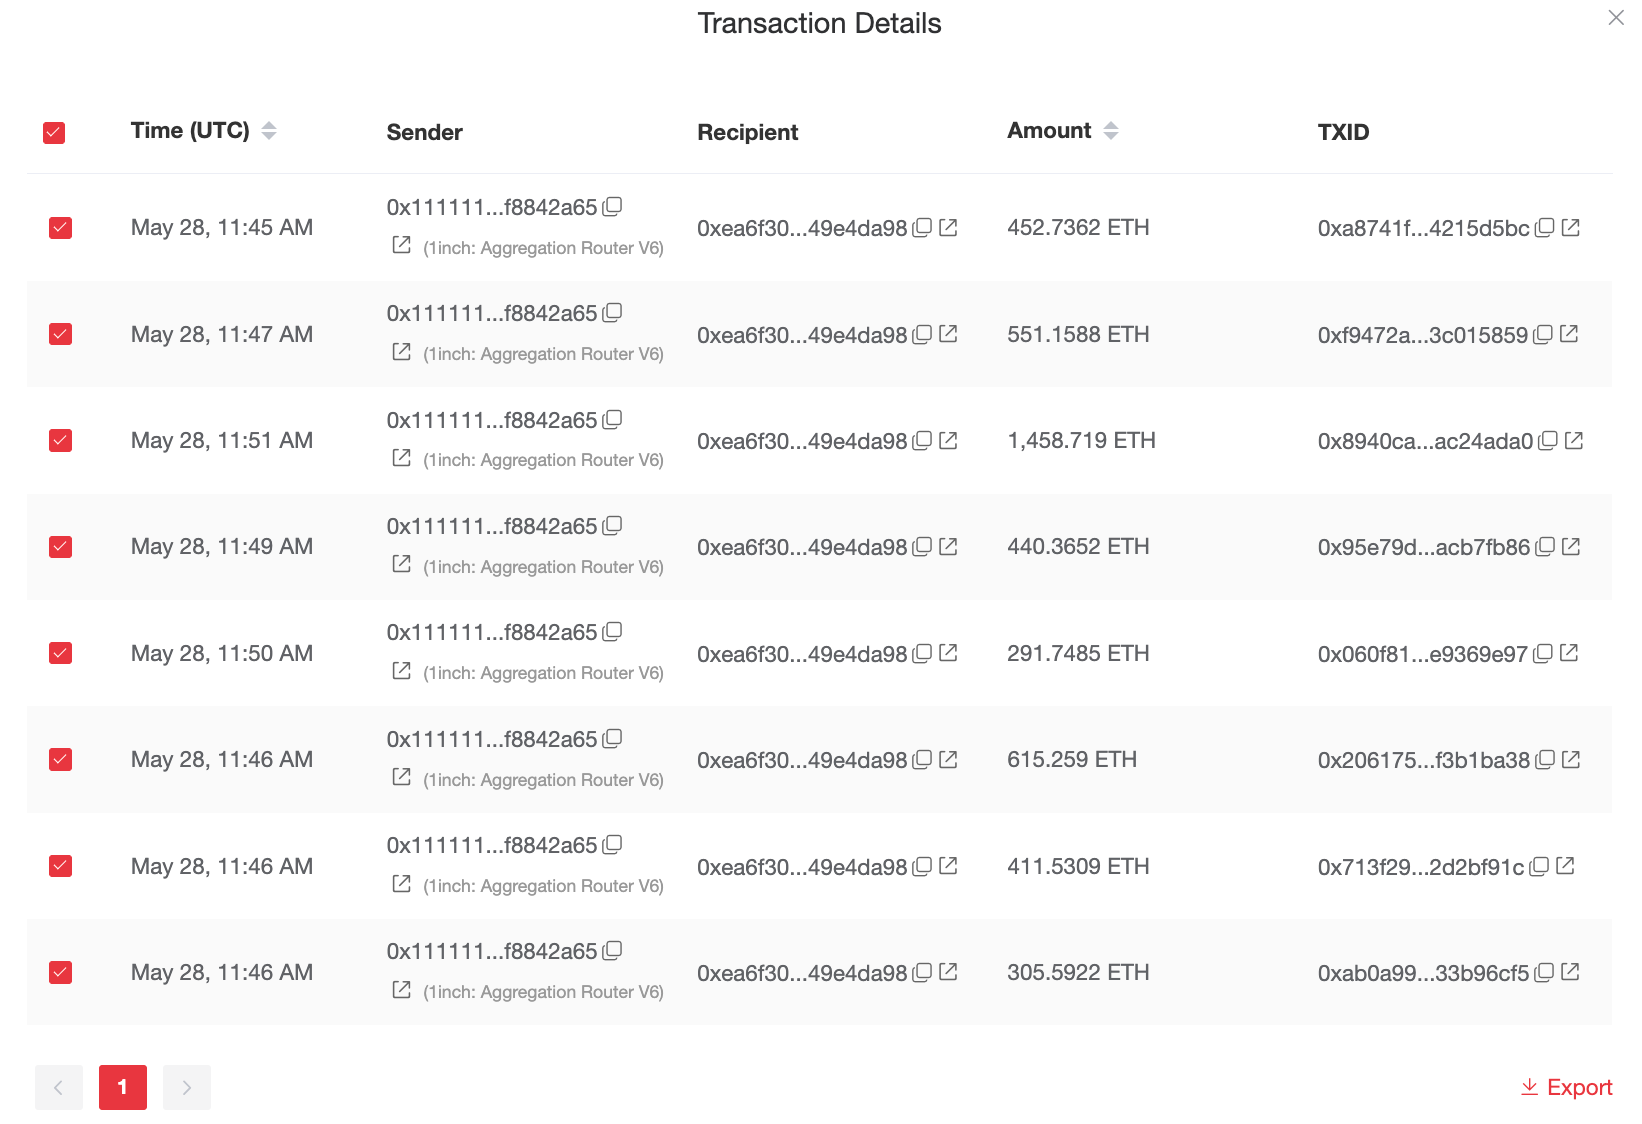 Transaction Details
Time (UTC) Sender Recipient Amount TXID
0x111111...f8842a65
May 28, 11:45 AM 0xea6f30...49e4da98 452.7362 ETH 0xa8741f...4215d5bc
(1inch: Aggregation Router V6)
0x111111...f8842a65
May 28, 11:47 AM 0xea6f30...49e4da98 551.1588 ETH 0xf9472a...3c015859
(1inch: Aggregation Router V6)
0x111111...f8842a65
May 28, 11:51 AM 0xea6f30...49e4da98 1,458.719 ETH 0x8940ca...ac24ada0
(1inch: Aggregation Router V6)
0x111111...f8842a65
May 28, 11:49 AM 0xea6f30...49e4da98 440.3652 ETH 0x95e79d...acb7fb86
(1inch: Aggregation Router V6)
0x111111...f8842a65
May 28, 11:50 AM 0xea6f30...49e4da98 291.7485 ETH 0x060f81...e9369e97
(1inch: Aggregation Router V6)
0x111111...f8842a65
May 28, 11:46 AM 0xea6f30...49e4da98 615.259 ETH 0x206175...f3b1ba38
(1inch: Aggregation Router V6)
0x111111...f8842a65
May 28, 11:46 AM 0xea6f30...49e4da98 411.5309 ETH 0x713f29...2d2bf91c
(1inch: Aggregation Router V6)
0x111111...f8842a65
May 28, 11:46 AM 0xea6f30...49e4da98 305.5922 ETH 0xab0a99...33b96cf5
(1inch: Aggregation Router V6)
1 Export